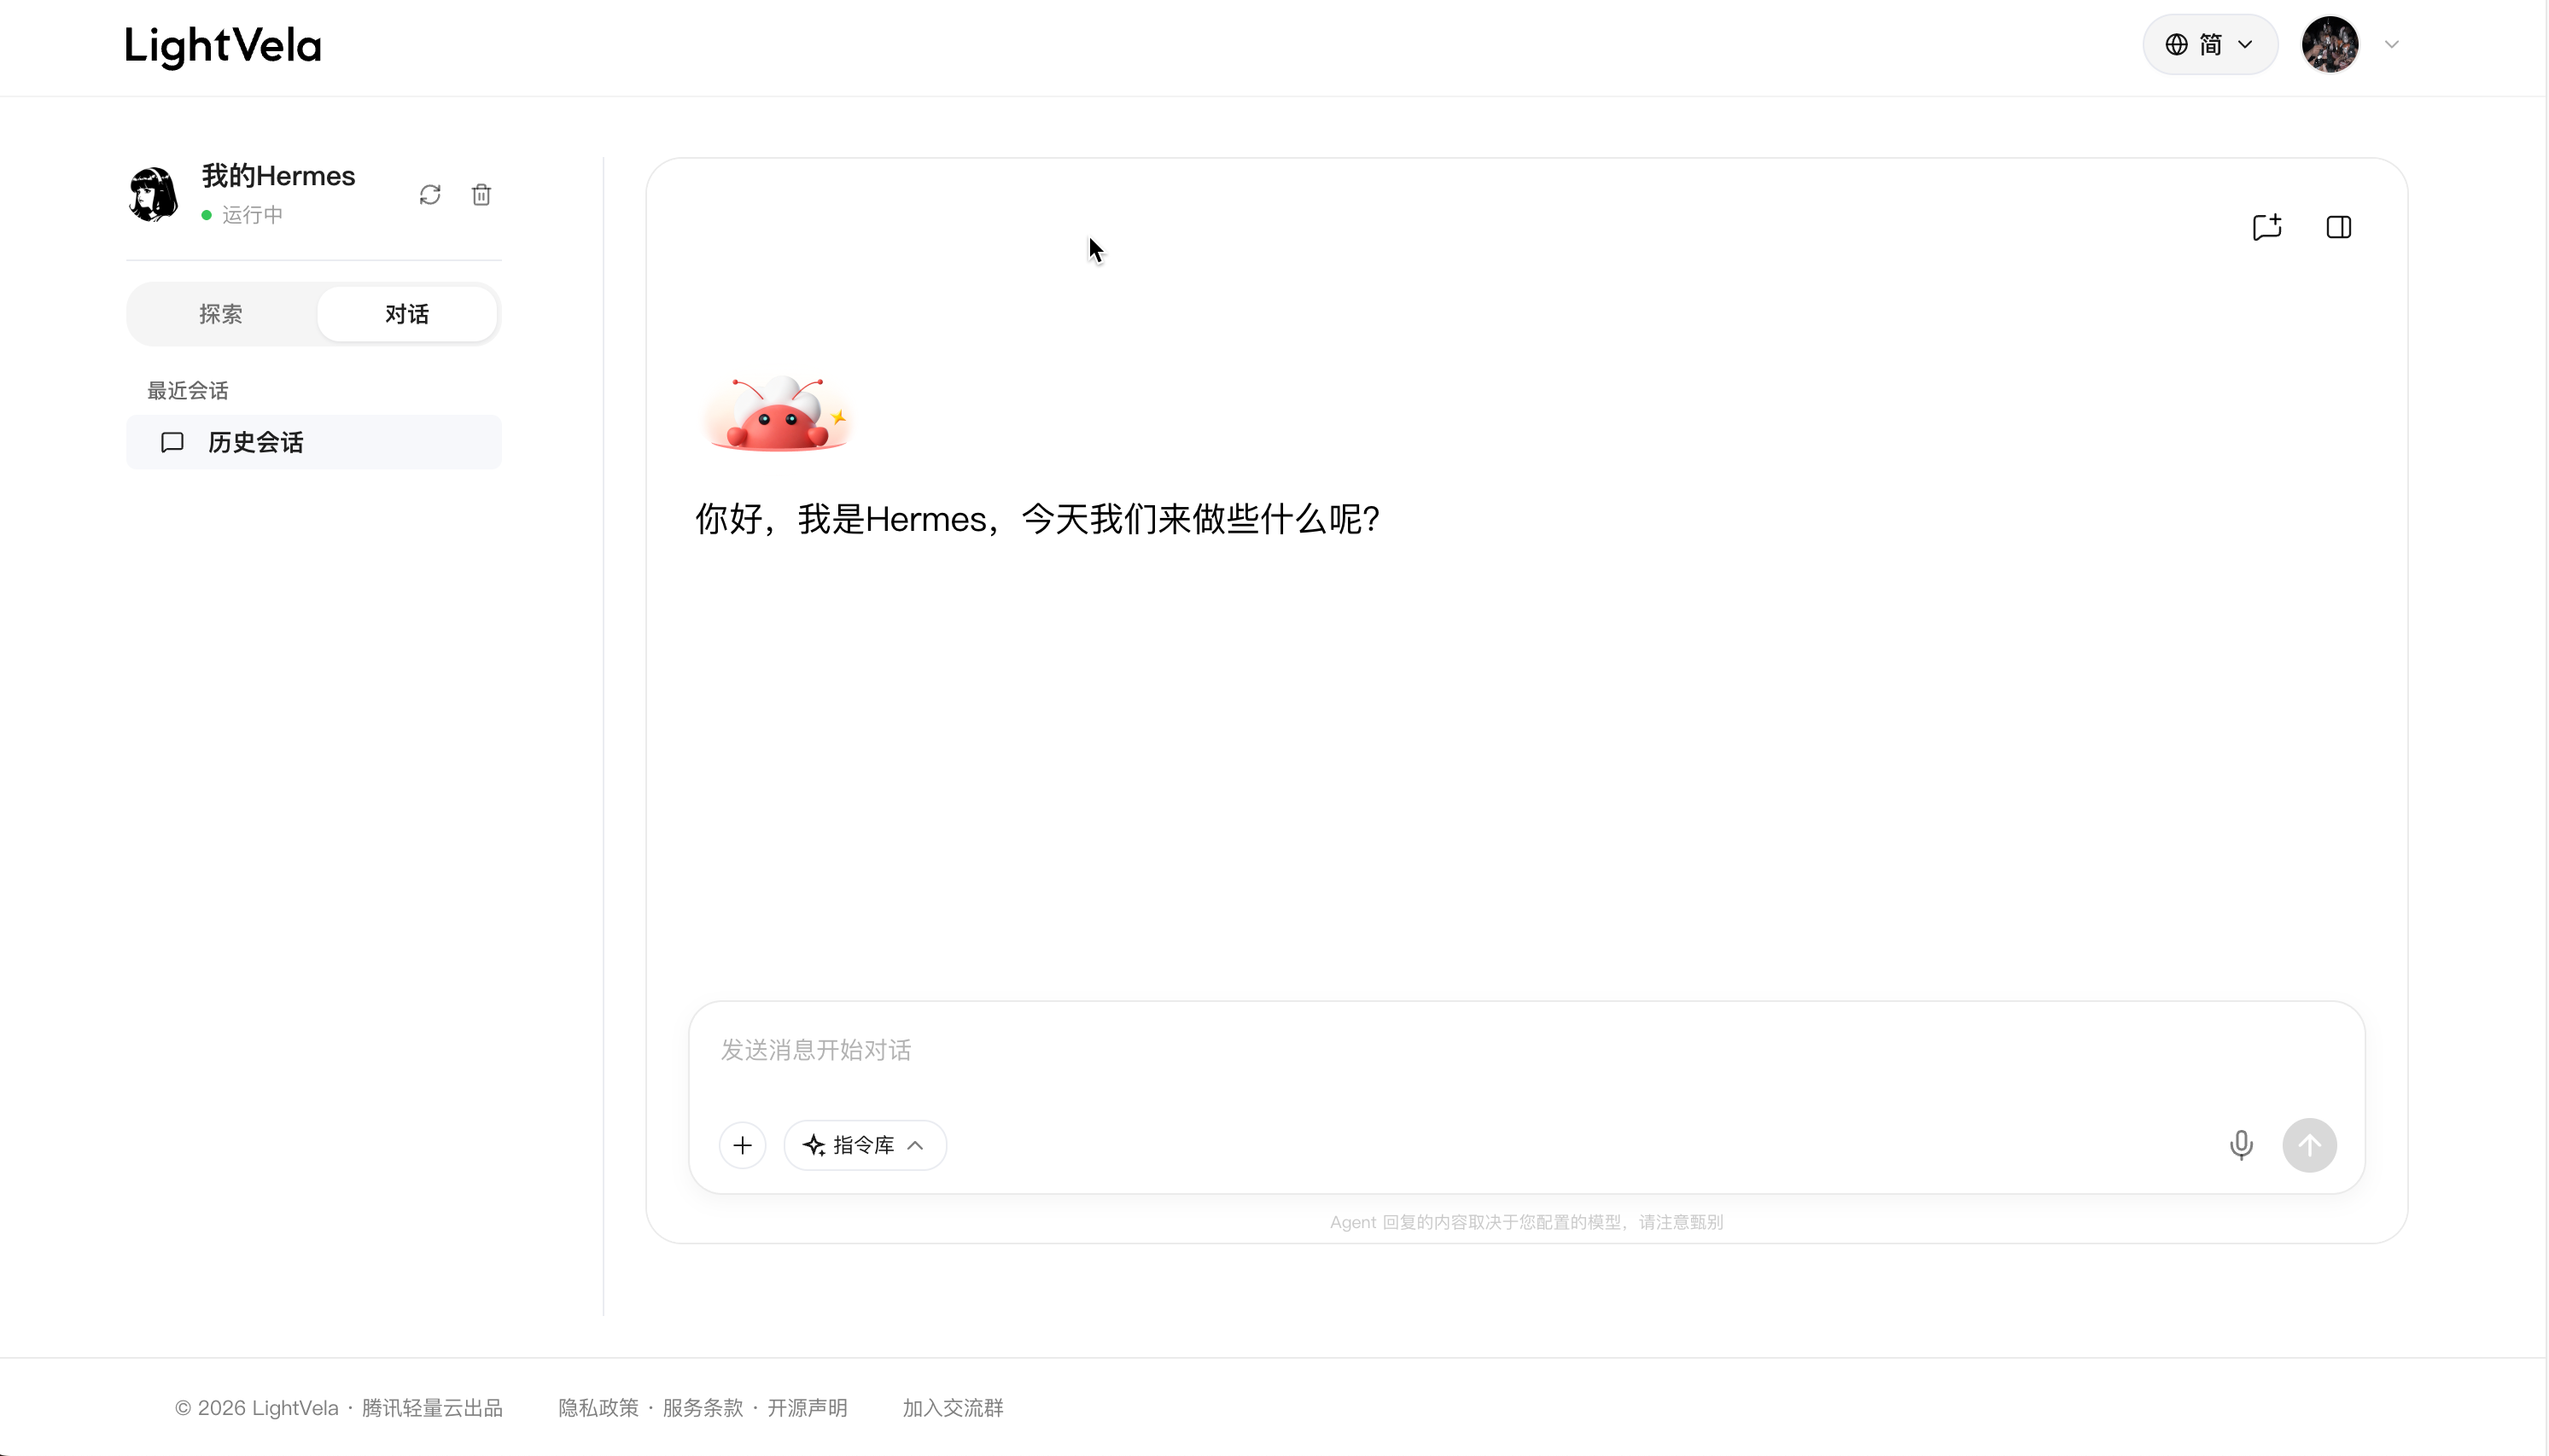 LightVela
简
我的Hermes
运行中
探索
对话
最近会话
历史会话
你好，我是Hermes，今天我们来做些什么呢？
发送消息开始对话
指令库
Agent 回复的内容取决于您配置的模型，请注意甄别
© 2026 LightVela · 腾讯轻量云出品
隐私政策 · 服务条款 · 开源声明
加入交流群